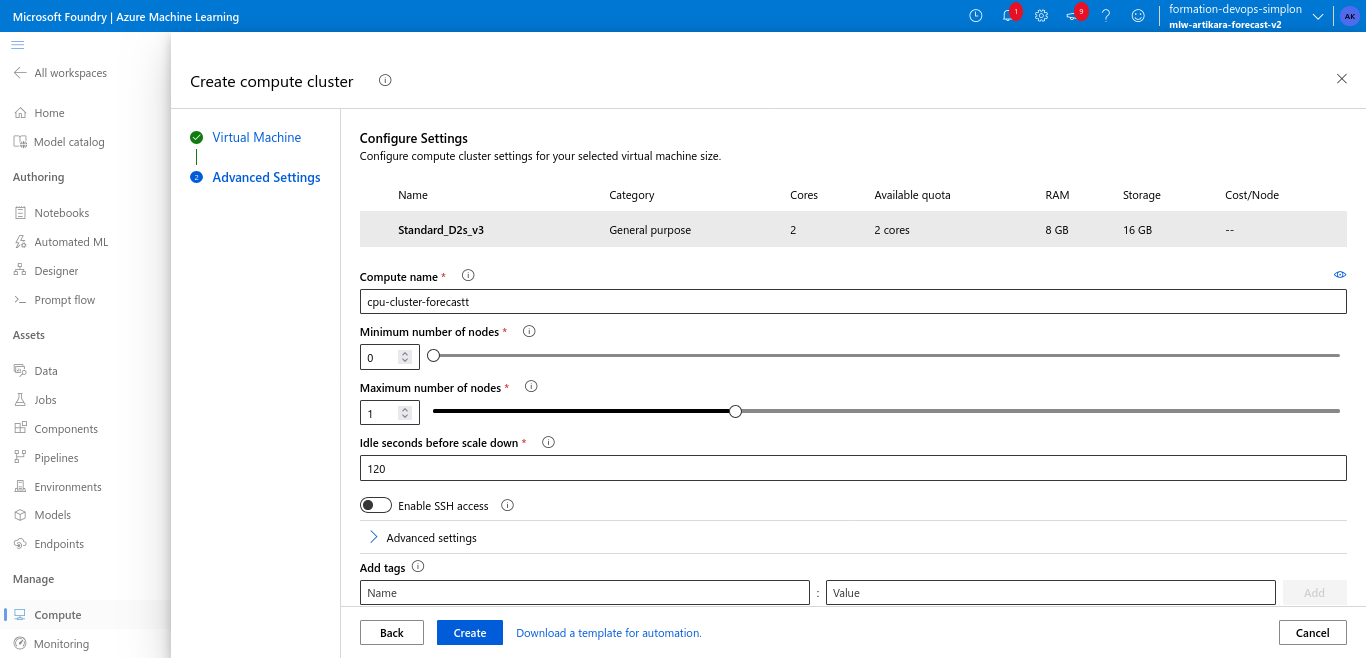 Microsoft Foundry | Azure Machine Learning
1
9
formation-devops-simplon
mlw-artikara-forecast-v2
AK
All workspaces
Home
Model catalog
Authoring
Notebooks
Automated ML
Designer
Prompt flow
Assets
Data
Jobs
Components
Pipelines
Environments
Models
Endpoints
Manage
Compute
Monitoring
Create compute cluster
Virtual Machine
2 Advanced Settings
Configure Settings
Configure compute cluster settings for your selected virtual machine size.
Name Category Cores Available quota RAM Storage Cost/Node
Standard_D2s_v3 General purpose 2 2 cores 8 GB 16 GB --
Compute name *
cpu-cluster-forecastt
Minimum number of nodes *
0
Maximum number of nodes *
1
Idle seconds before scale down *
120
Enable SSH access
Advanced settings
Add tags
Name : Value Add
Back Create Download a template for automation. Cancel